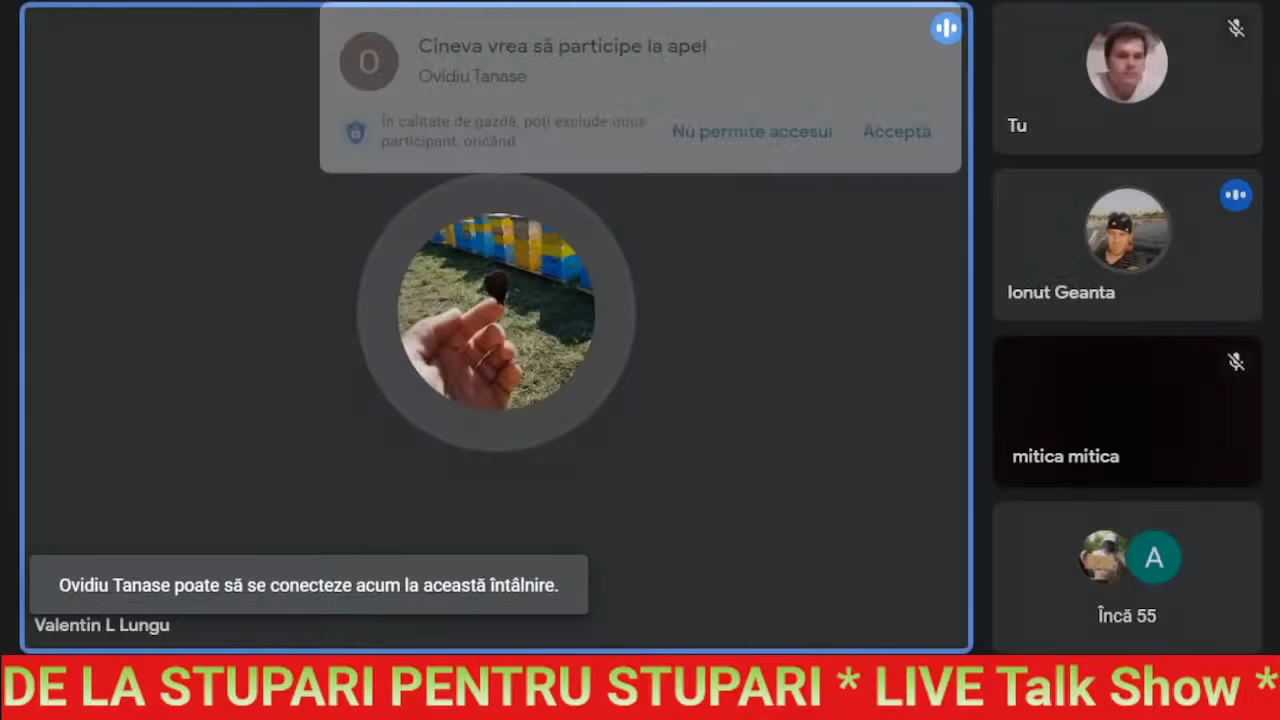 Cineva vrea să participe la apel
O
Ovidiu Tanase
În calitate de gazdă, poți exclude orice
participant, oricând
Nu permite accesul
Acceptă
Tu
Ionut Geanta
mitica mitica
A
Încă 55
Ovidiu Tanase poate să se conecteze acum la această întâlnire.
Valentin L Lungu
DE LA STUPARI PENTRU STUPARI * LIVE Talk Show *